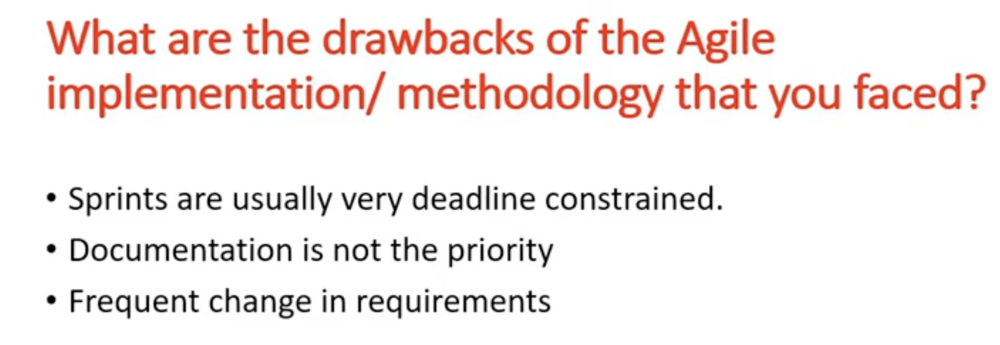 What are the drawbacks of the Agile
implementation/ methodology that you faced?
• Sprints are usually very deadline constrained.
• Documentation is not the priority
• Frequent change in requirements